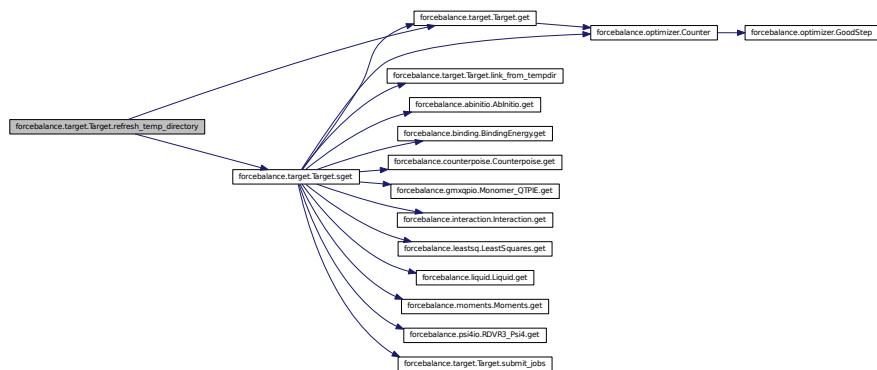 forcebalance.target.Target.get
forcebalance.optimizer.Counter
forcebalance.optimizer.GoodStep
forcebalance.target.Target.link_from_tempdir
forcebalance.abinitio.AbInitio.get
forcebalance.target.Target.refresh_temp_directory
forcebalance.binding.BindingEnergy.get
forcebalance.counterpoise.Counterpoise.get
forcebalance.target.Target.sget
forcebalance.gmxqpio.Monomer_QTPIE.get
forcebalance.interaction.Interaction.get
forcebalance.leastsq.LeastSquares.get
forcebalance.liquid.Liquid.get
forcebalance.moments.Moments.get
forcebalance.psi4io.RDVR3_Psi4.get
forcebalance.target.Target.submit_jobs